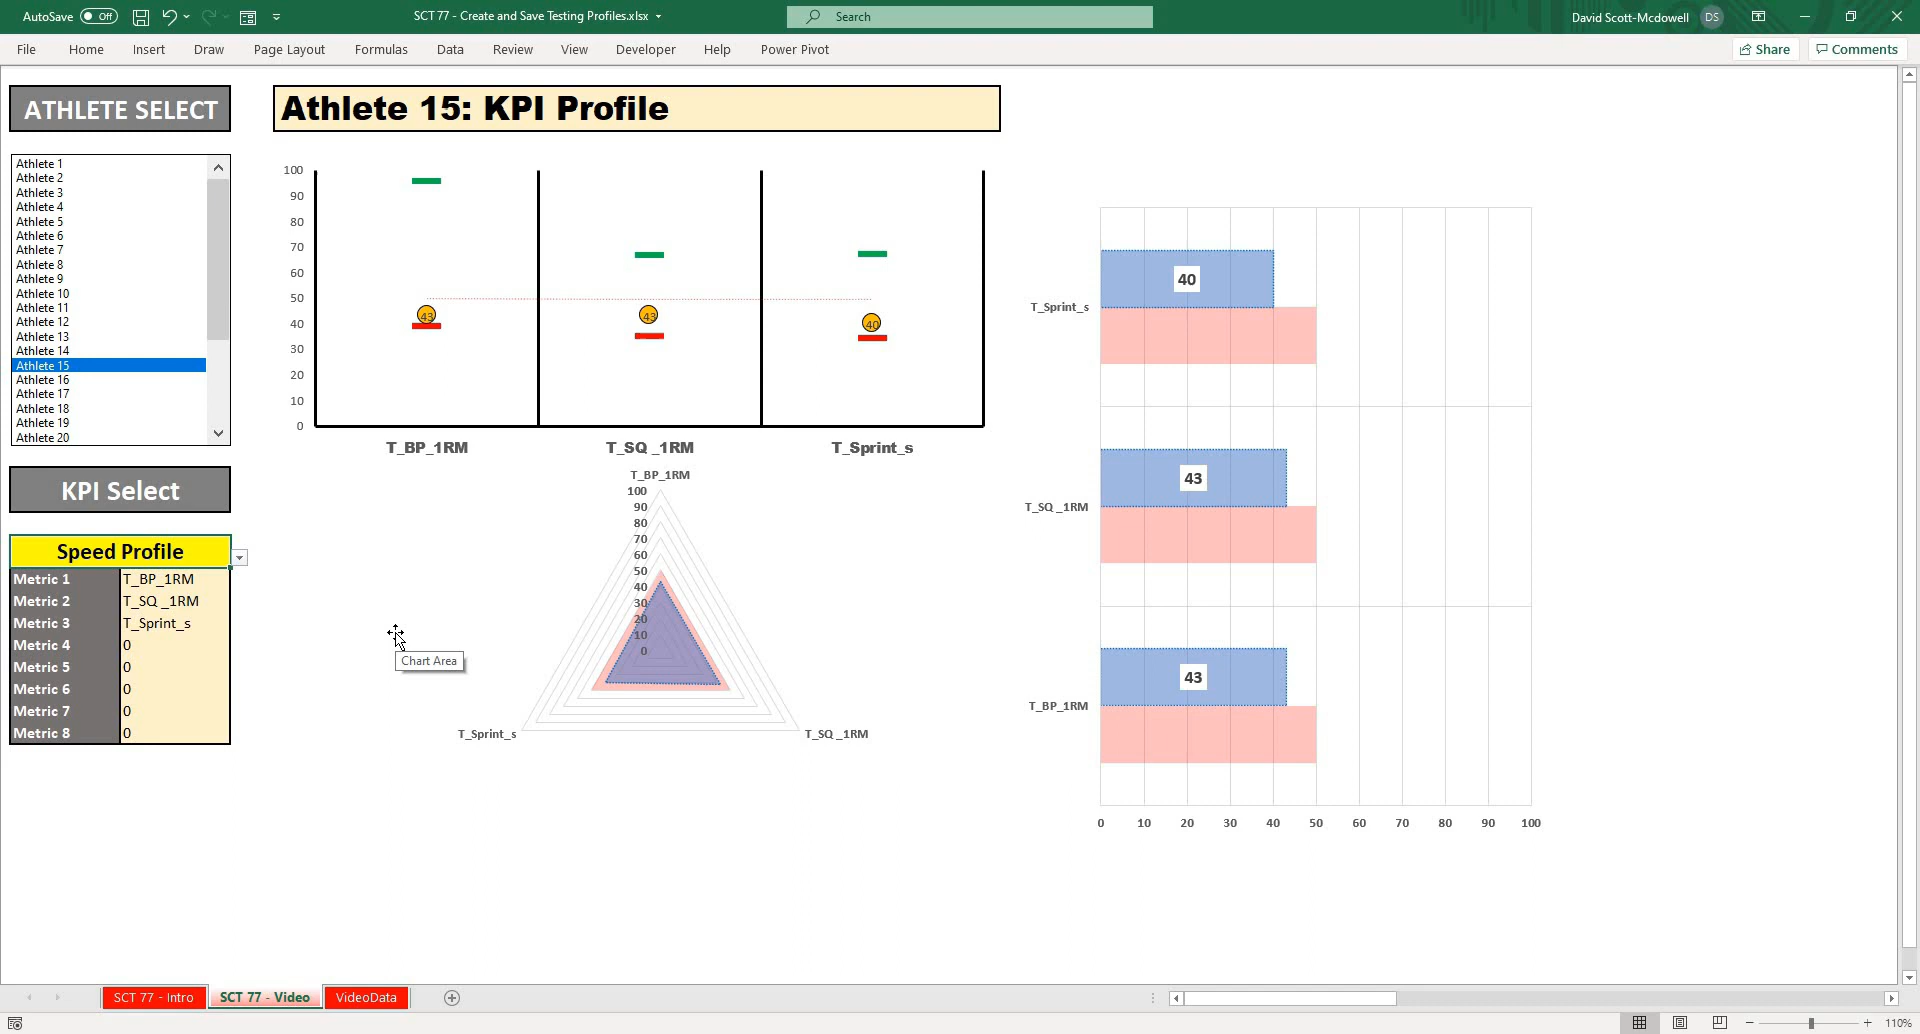 AutoSave Off
SCT 77 - Create and Save Testing Profiles.xlsx
Search
David Scott-Mcdowell DS
File Home Insert Draw Page Layout Formulas Data Review View Developer Help Power Pivot
Share Comments
ATHLETE SELECT
Athlete 15: KPI Profile
Athlete 1
Athlete 2
Athlete 3
Athlete 4
Athlete 5
Athlete 6
Athlete 7
Athlete 8
Athlete 9
Athlete 10
Athlete 11
Athlete 12
Athlete 13
Athlete 14
Athlete 15
Athlete 16
Athlete 17
Athlete 18
Athlete 19
Athlete 20
KPI Select
Speed Profile
Metric 1 T_BP_1RM
Metric 2 T_SQ _1RM
Metric 3 T_Sprint_s
Metric 4 0
Metric 5 0
Metric 6 0
Metric 7 0
Metric 8 0
100
90
80
70
60
50
40
30
20
10
0
43 43 40
T_BP_1RM T_SQ _1RM T_Sprint_s
T_BP_1RM
100
90
80
70
60
50
40
30
20
10
0
T_Sprint_s T_SQ _1RM
Chart Area
T_Sprint_s
40
T_SQ _1RM
43
T_BP_1RM
43
0 10 20 30 40 50 60 70 80 90 100
SCT 77 - Intro SCT 77 - Video VideoData
110%